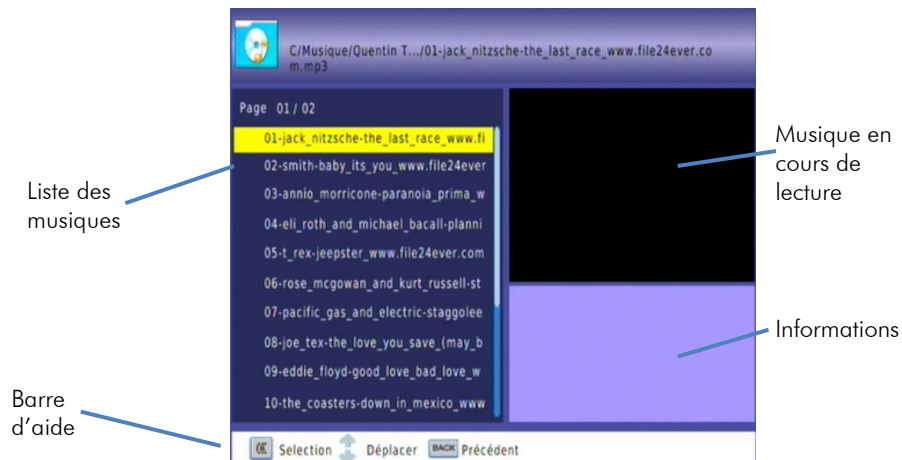 C/Musique/Quentin T.../01-jack_nitzsche-the_last_race_www.file24ever.co
m.mp3
Page 01/02
01-jack_nitzsche-the_last_race_www.fi
02-smith-baby_its_you_www.file24ever
03-annio_morricone-paranoia_prima_w
04-eli_roth_and_michael_bacall-planni
05-t_rex-jeepster_www.file24ever.com
06-rose_mcgowan_and_kurt_russell-st
07-pacific_gas_and_electric-staggolee
08-joe_tex-the_love_you_save_(may_b
09-eddie_floyd-good_love_bad_love_w
10-the_coasters-down_in_mexico_www
Liste des
musiques
Musique en
cours de
lecture
Informations
Barre
d'aide
OK Selection Déplacer BACK Précédent